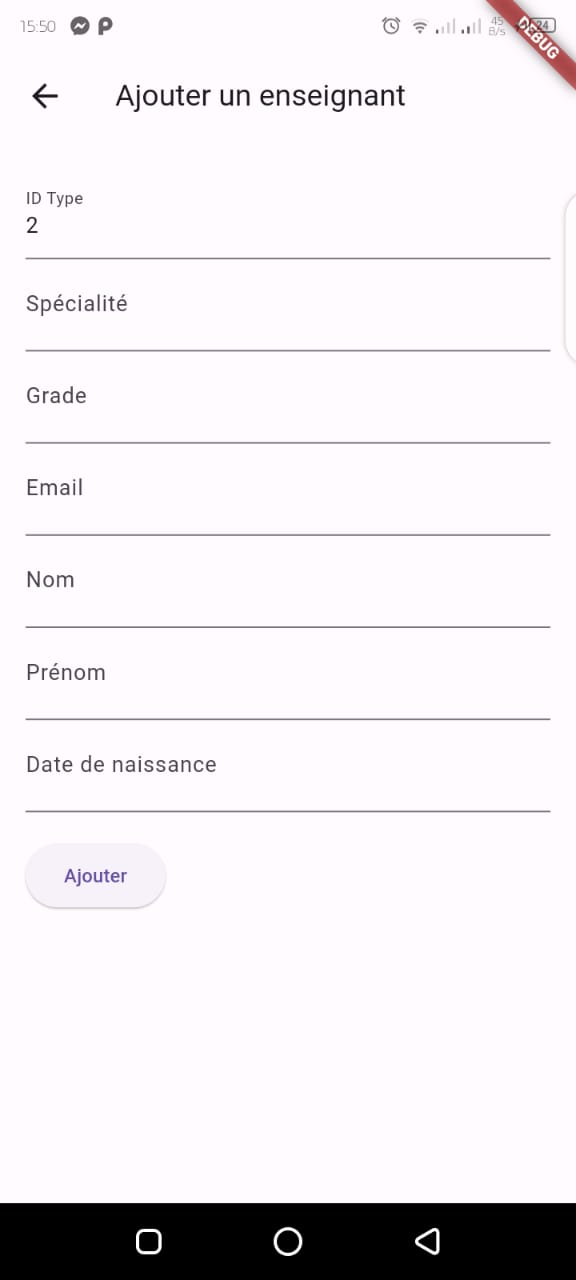 15:50
45
B/s
24
DEBUG
Ajouter un enseignant
ID Type
2
Spécialité
Grade
Email
Nom
Prénom
Date de naissance
Ajouter